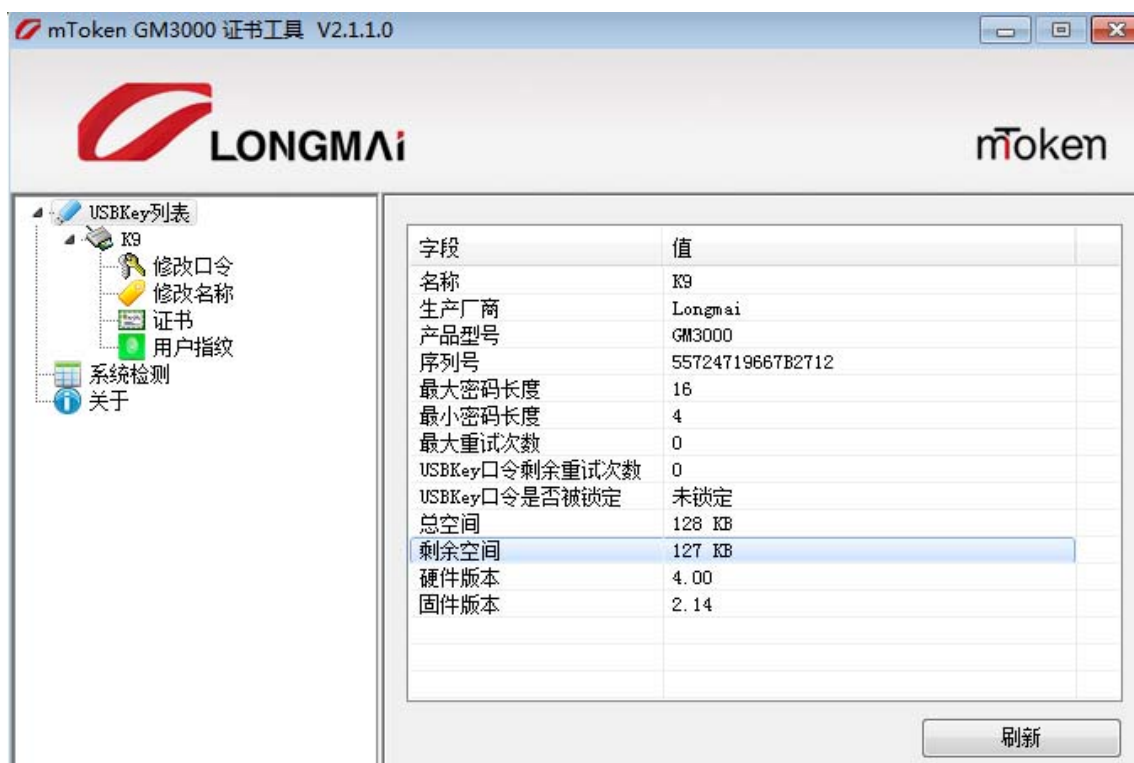 mToken GM3000 证书工具 V2.1.1.0
LONGMAi
mToken
USBKey列表
K9
修改口令
修改名称
证书
用户指纹
系统检测
关于
字段 值
名称 K9
生产厂商 Longmai
产品型号 GM3000
序列号 55724719667B2712
最大密码长度 16
最小密码长度 4
最大重试次数 0
USBKey口令剩余重试次数 0
USBKey口令是否被锁定 未锁定
总空间 128 KB
剩余空间 127 KB
硬件版本 4.00
固件版本 2.14
刷新